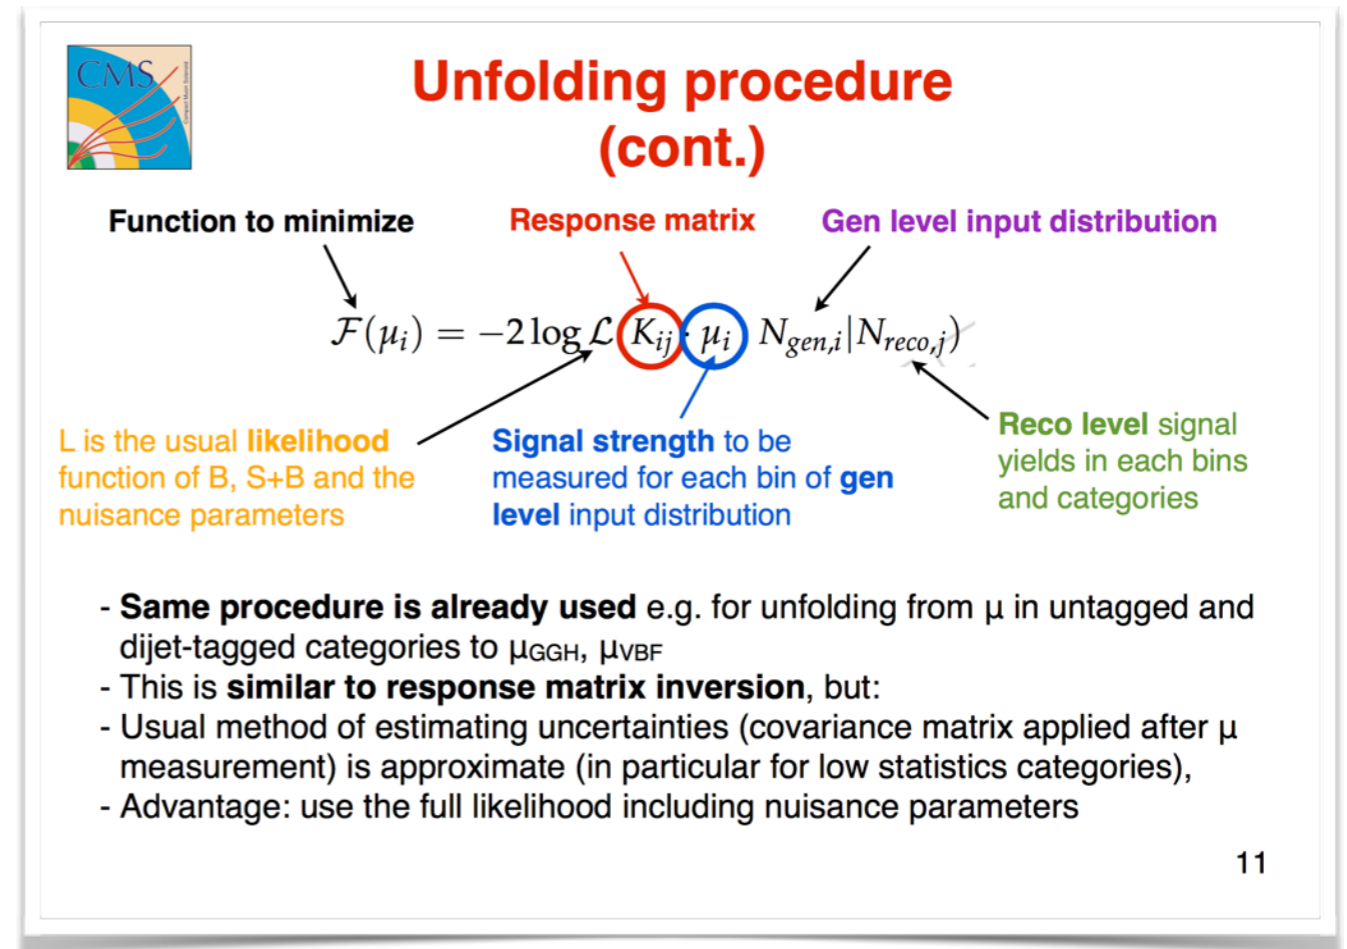 CMS
Compact Muon Solenoid
Unfolding procedure
(cont.)
Function to minimize
Response matrix
Gen level input distribution
ℱ(μᵢ) = −2 log ℒ(Kᵢⱼ · μᵢ N_gen,i|N_reco,j)
L is the usual likelihood
function of B, S+B and the
nuisance parameters
Signal strength to be
measured for each bin of gen
level input distribution
Reco level signal
yields in each bins
and categories
- Same procedure is already used e.g. for unfolding from μ in untagged and
dijet-tagged categories to μGGH, μVBF
- This is similar to response matrix inversion, but:
- Usual method of estimating uncertainties (covariance matrix applied after μ
measurement) is approximate (in particular for low statistics categories),
- Advantage: use the full likelihood including nuisance parameters
11